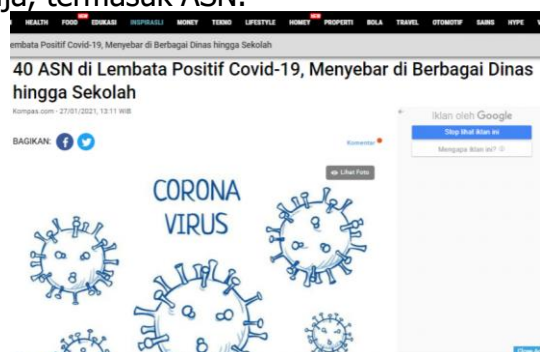 termasuk ASN.
HEALTH FOOD NEW EDUKASI INSPIRASLI MONEY TEKNO LIFESTYLE HOMEY NEW PROPERTI BOLA TRAVEL OTOMOTIF SAINS HYPE
embata Positif Covid-19, Menyebar di Berbagai Dinas hingga Sekolah
40 ASN di Lembata Positif Covid-19, Menyebar di Berbagai Dinas
hingga Sekolah
Kompas.com - 27/01/2021, 13:11 WIB
Iklan oleh Google
Stop lihat iklan ini
BAGIKAN:
Komentar
Mengapa iklan ini?
Lihat Foto
CORONA
VIRUS